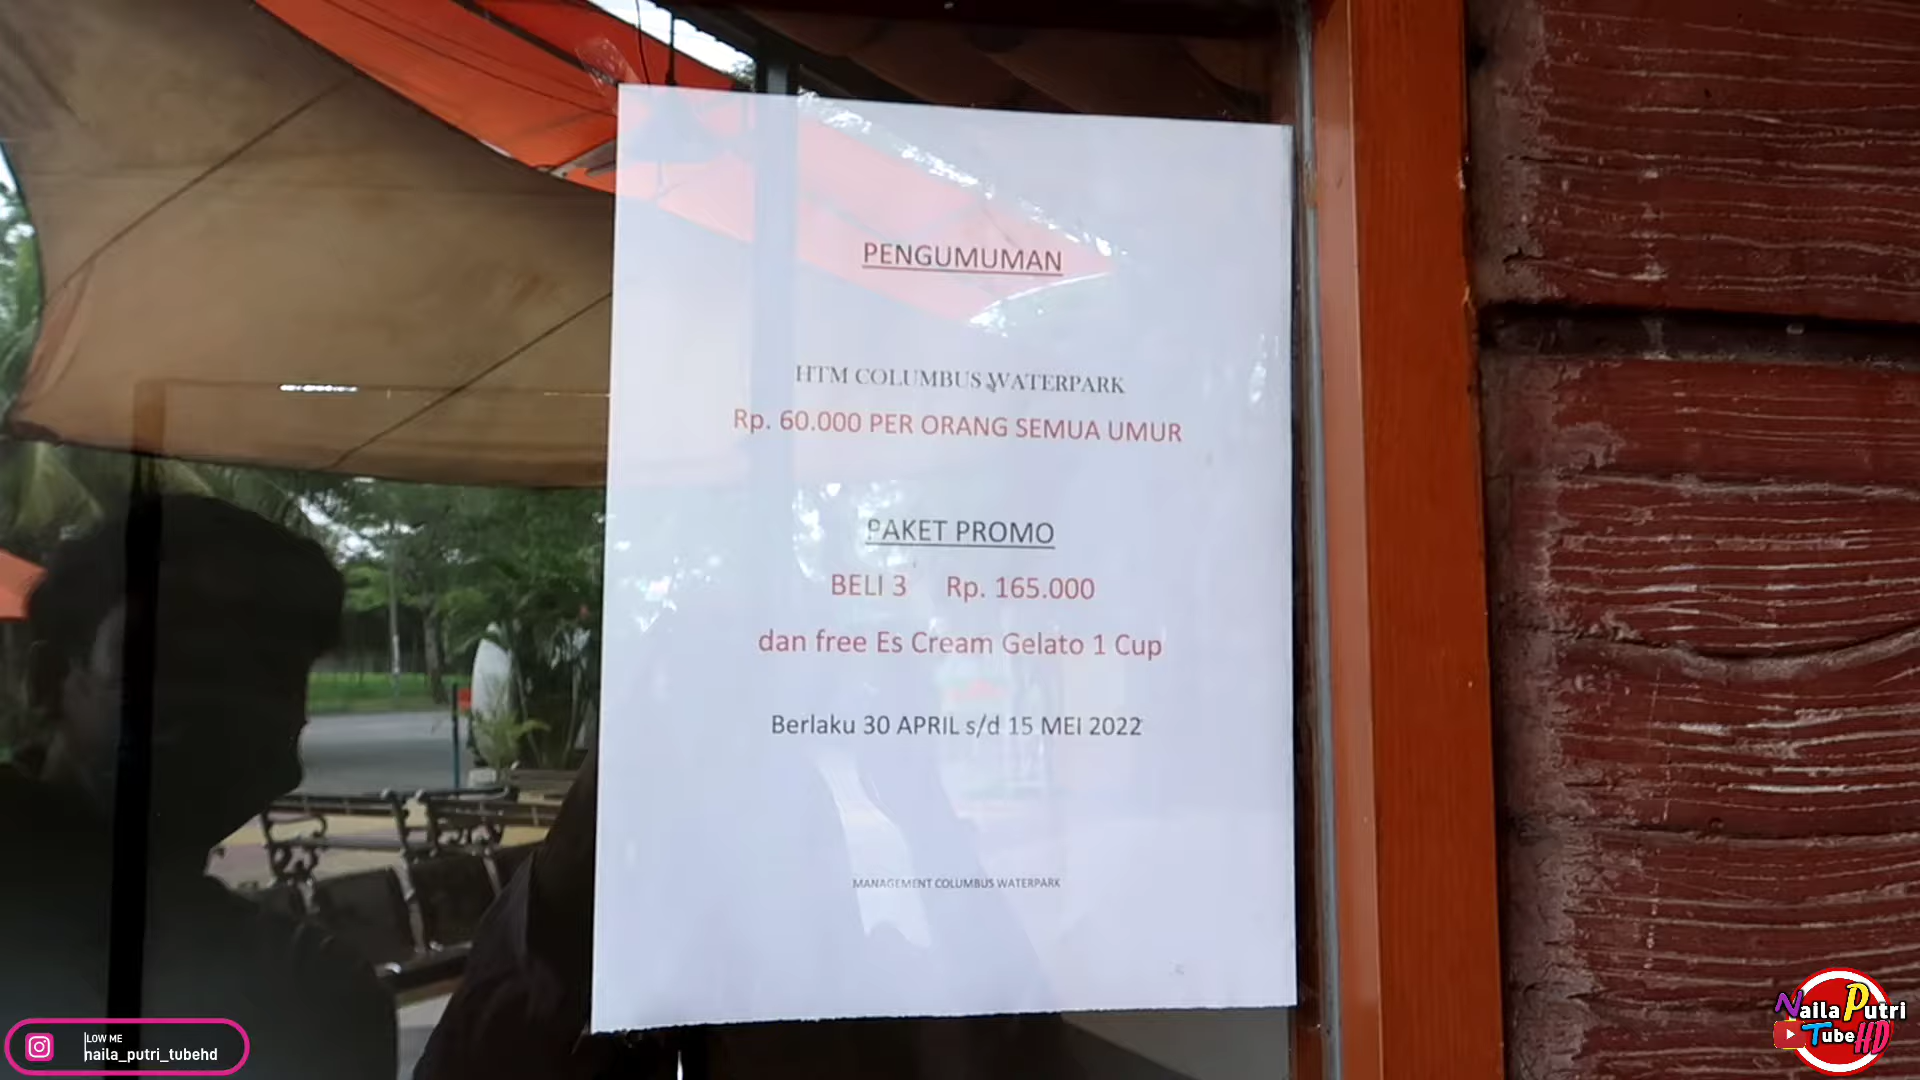 PENGUMUMAN
HTM COLUMBUS WATERPARK
Rp. 60.000 PER ORANG SEMUA UMUR
PAKET PROMO
BELI 3 Rp. 165.000
dan free Es Cream Gelato 1 Cup
Berlaku 30 APRIL s/d 15 MEI 2022
MANAGEMENT COLUMBUS WATERPARK
LOW ME
naila_putri_tubehd
Naila Putri
Tube HD